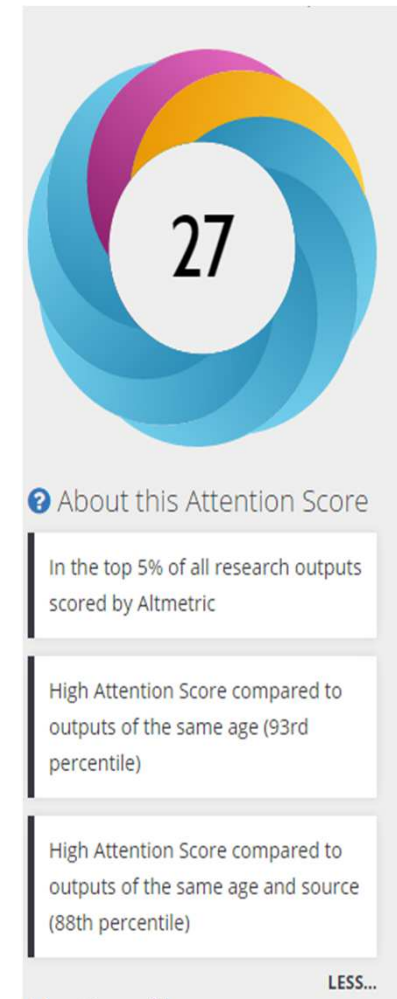 27
? About this Attention Score
In the top 5% of all research outputs
scored by Altmetric
High Attention Score compared to
outputs of the same age (93rd
percentile)
High Attention Score compared to
outputs of the same age and source
(88th percentile)
LESS...